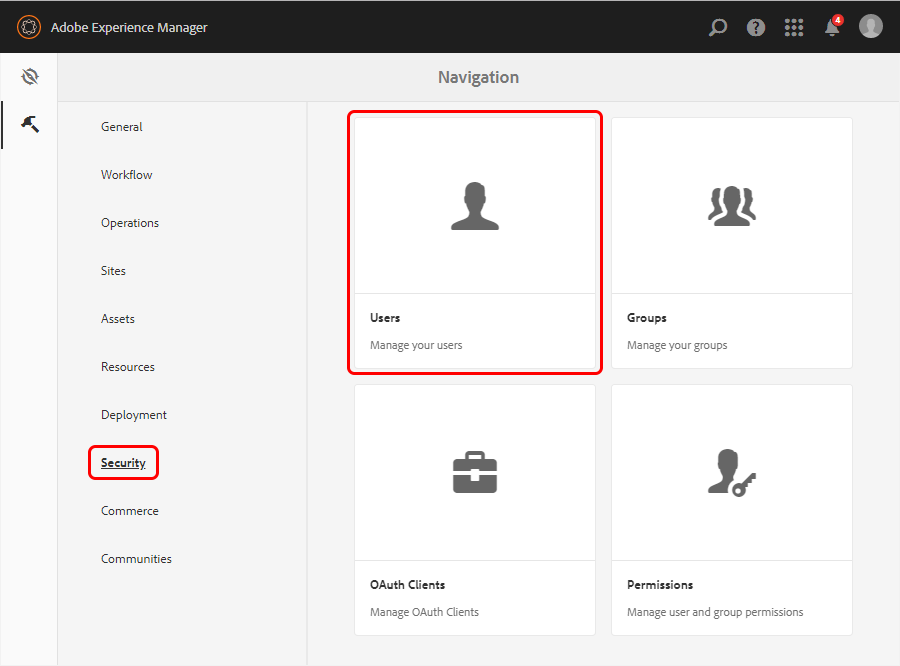 Adobe Experience Manager
4
Navigation
General
Workflow
Operations
Sites
Assets
Resources
Deployment
Security
Commerce
Communities
Users
Manage your users
Groups
Manage your groups
OAuth Clients
Manage OAuth Clients
Permissions
Manage user and group permissions